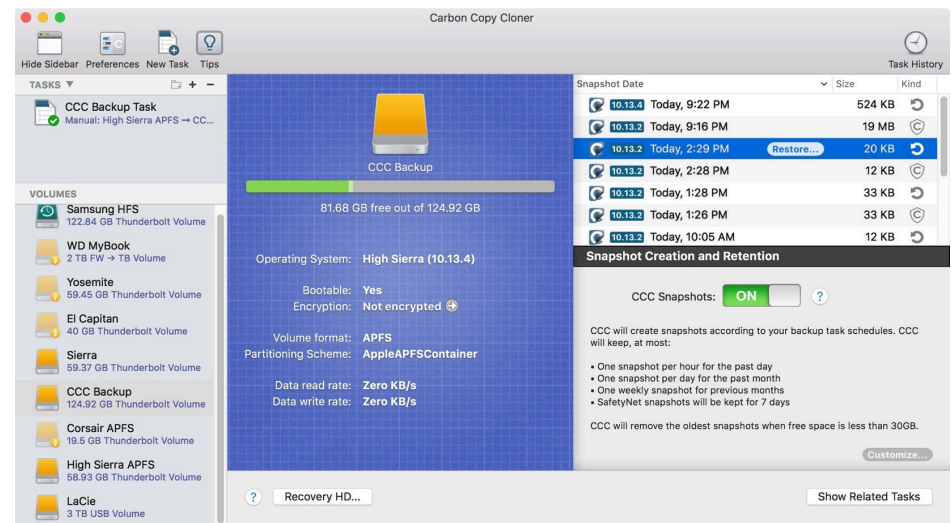 Carbon Copy Cloner
Hide Sidebar Preferences New Task Tips Task History
TASKS ▼ + −
CCC Backup Task
Manual: High Sierra APFS → CC...
VOLUMES
Samsung HFS
122.84 GB Thunderbolt Volume
WD MyBook
2 TB FW → TB Volume
Yosemite
59.45 GB Thunderbolt Volume
El Capitan
40 GB Thunderbolt Volume
Sierra
59.37 GB Thunderbolt Volume
CCC Backup
124.92 GB Thunderbolt Volume
Corsair APFS
19.5 GB Thunderbolt Volume
High Sierra APFS
58.93 GB Thunderbolt Volume
LaCie
3 TB USB Volume
CCC Backup
81.68 GB free out of 124.92 GB
Operating System: High Sierra (10.13.4)
Bootable: Yes
Encryption: Not encrypted
Volume format: APFS
Partitioning Scheme: AppleAPFSContainer
Data read rate: Zero KB/s
Data write rate: Zero KB/s
? Recovery HD...
Snapshot Date Size Kind
10.13.4 Today, 9:22 PM 524 KB
10.13.2 Today, 9:16 PM 19 MB ©
10.13.2 Today, 2:29 PM Restore... 20 KB
10.13.2 Today, 2:28 PM 12 KB ©
10.13.2 Today, 1:28 PM 33 KB
10.13.2 Today, 1:26 PM 33 KB ©
10.13.2 Today, 10:05 AM 12 KB
Snapshot Creation and Retention
CCC Snapshots: ON ?
CCC will create snapshots according to your backup task schedules. CCC
will keep, at most:
• One snapshot per hour for the past day
• One snapshot per day for the past month
• One weekly snapshot for previous months
• SafetyNet snapshots will be kept for 7 days
CCC will remove the oldest snapshots when free space is less than 30GB.
Customize...
Show Related Tasks